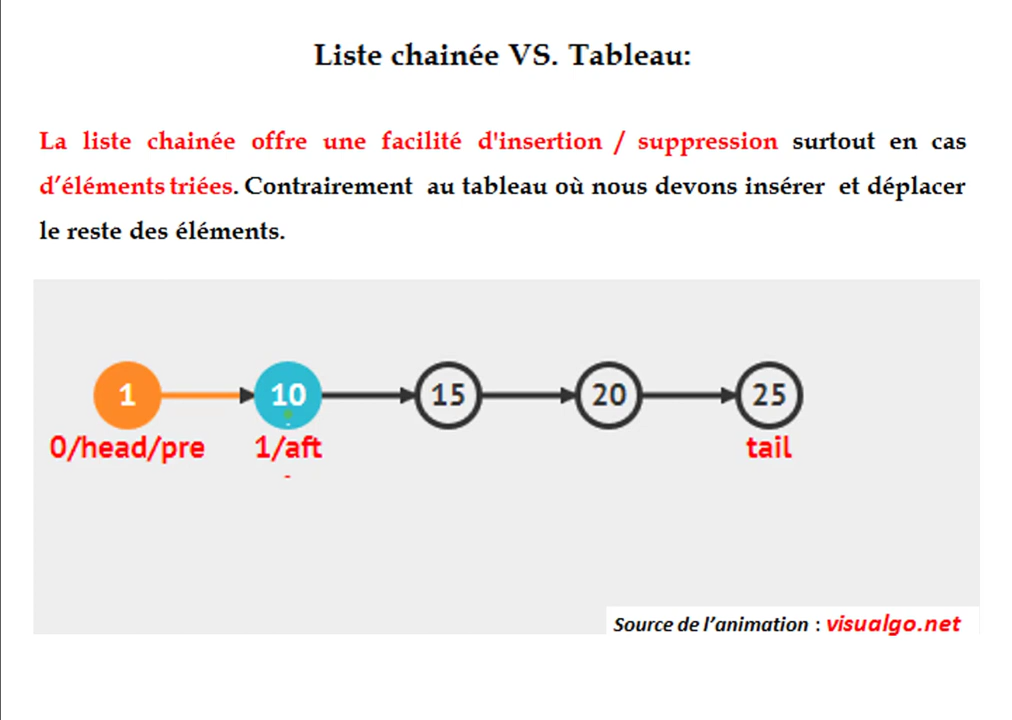 Liste chainée VS. Tableau:
La liste chainée offre une facilité d'insertion / suppression surtout en cas
d’éléments triées. Contrairement au tableau où nous devons insérer et déplacer
le reste des éléments.
1 10 15 20 25
0/head/pre 1/aft tail
Source de l’animation : visualgo.net